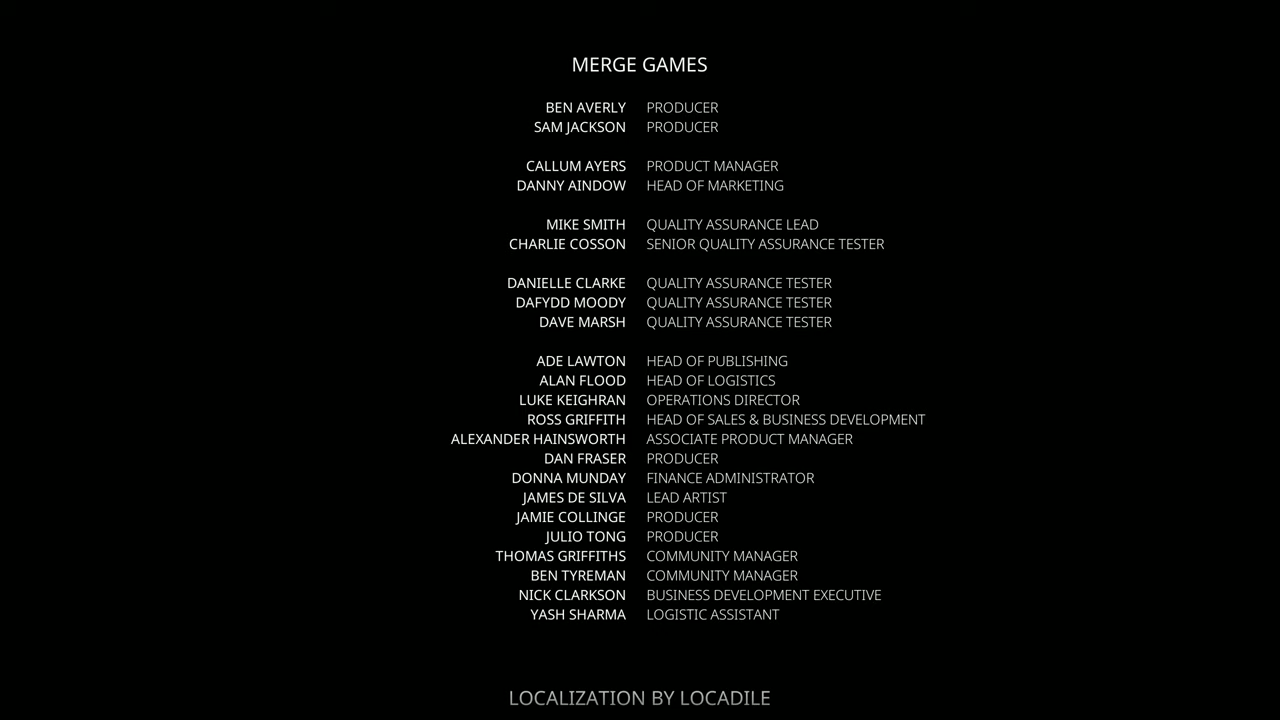 MERGE GAMES
BEN AVERLY PRODUCER
SAM JACKSON PRODUCER
CALLUM AYERS PRODUCT MANAGER
DANNY AINDOW HEAD OF MARKETING
MIKE SMITH QUALITY ASSURANCE LEAD
CHARLIE COSSON SENIOR QUALITY ASSURANCE TESTER
DANIELLE CLARKE QUALITY ASSURANCE TESTER
DAFYDD MOODY QUALITY ASSURANCE TESTER
DAVE MARSH QUALITY ASSURANCE TESTER
ADE LAWTON HEAD OF PUBLISHING
ALAN FLOOD HEAD OF LOGISTICS
LUKE KEIGHRAN OPERATIONS DIRECTOR
ROSS GRIFFITH HEAD OF SALES & BUSINESS DEVELOPMENT
ALEXANDER HAINSWORTH ASSOCIATE PRODUCT MANAGER
DAN FRASER PRODUCER
DONNA MUNDAY FINANCE ADMINISTRATOR
JAMES DE SILVA LEAD ARTIST
JAMIE COLLINGE PRODUCER
JULIO TONG PRODUCER
THOMAS GRIFFITHS COMMUNITY MANAGER
BEN TYREMAN COMMUNITY MANAGER
NICK CLARKSON BUSINESS DEVELOPMENT EXECUTIVE
YASH SHARMA LOGISTIC ASSISTANT
LOCALIZATION BY LOCADILE